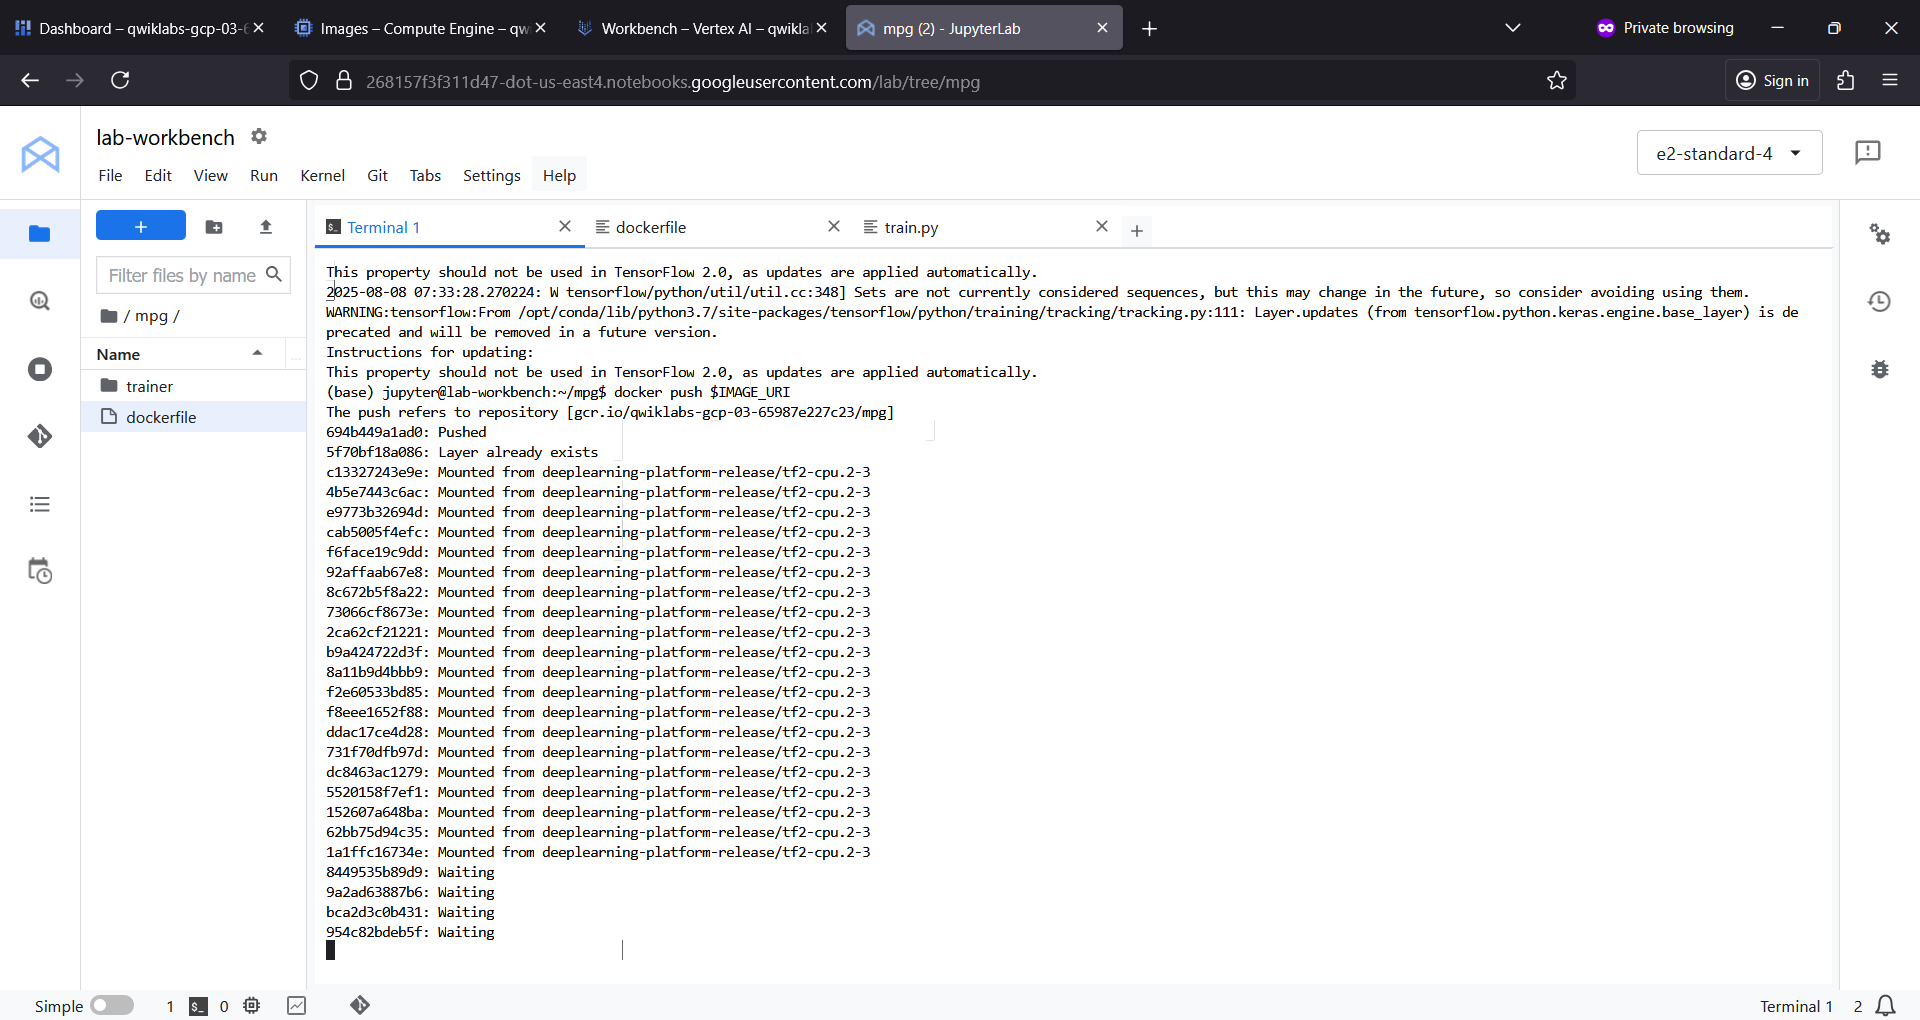 Dashboard – qwiklabs-gcp-03-6
Images – Compute Engine – qw
Workbench – Vertex AI – qwikla
mpg (2) - JupyterLab
Private browsing
268157f3f311d47-dot-us-east4.notebooks.googleusercontent.com/lab/tree/mpg
Sign in
lab-workbench
e2-standard-4
File Edit View Run Kernel Git Tabs Settings Help
Terminal 1
dockerfile
train.py
Filter files by name
/ mpg /
Name
trainer
dockerfile
This property should not be used in TensorFlow 2.0, as updates are applied automatically.
2025-08-08 07:33:28.270224: W tensorflow/python/util/util.cc:348] Sets are not currently considered sequences, but this may change in the future, so consider avoiding using them.
WARNING:tensorflow:From /opt/conda/lib/python3.7/site-packages/tensorflow/python/training/tracking/tracking.py:111: Layer.updates (from tensorflow.python.keras.engine.base_layer) is de
precated and will be removed in a future version.
Instructions for updating:
This property should not be used in TensorFlow 2.0, as updates are applied automatically.
(base) jupyter@lab-workbench:~/mpg$ docker push $IMAGE_URI
The push refers to repository [gcr.io/qwiklabs-gcp-03-65987e227c23/mpg]
694b449a1ad0: Pushed
5f70bf18a086: Layer already exists
c13327243e9e: Mounted from deeplearning-platform-release/tf2-cpu.2-3
4b5e7443c6ac: Mounted from deeplearning-platform-release/tf2-cpu.2-3
e9773b32694d: Mounted from deeplearning-platform-release/tf2-cpu.2-3
cab5005f4efc: Mounted from deeplearning-platform-release/tf2-cpu.2-3
f6face19c9dd: Mounted from deeplearning-platform-release/tf2-cpu.2-3
92affaab67e8: Mounted from deeplearning-platform-release/tf2-cpu.2-3
8c672b5f8a22: Mounted from deeplearning-platform-release/tf2-cpu.2-3
73066cf8673e: Mounted from deeplearning-platform-release/tf2-cpu.2-3
2ca62cf21221: Mounted from deeplearning-platform-release/tf2-cpu.2-3
b9a424722d3f: Mounted from deeplearning-platform-release/tf2-cpu.2-3
8a11b9d4bbb9: Mounted from deeplearning-platform-release/tf2-cpu.2-3
f2e60533bd85: Mounted from deeplearning-platform-release/tf2-cpu.2-3
f8eee1652f88: Mounted from deeplearning-platform-release/tf2-cpu.2-3
ddac17ce4d28: Mounted from deeplearning-platform-release/tf2-cpu.2-3
731f70dfb97d: Mounted from deeplearning-platform-release/tf2-cpu.2-3
dc8463ac1279: Mounted from deeplearning-platform-release/tf2-cpu.2-3
5520158f7ef1: Mounted from deeplearning-platform-release/tf2-cpu.2-3
152607a648ba: Mounted from deeplearning-platform-release/tf2-cpu.2-3
62bb75d94c35: Mounted from deeplearning-platform-release/tf2-cpu.2-3
1a1ffc16734e: Mounted from deeplearning-platform-release/tf2-cpu.2-3
8449535b89d9: Waiting
9a2ad63887b6: Waiting
bca2d3c0b431: Waiting
954c82bdeb5f: Waiting
Simple 1 0 Terminal 1 2